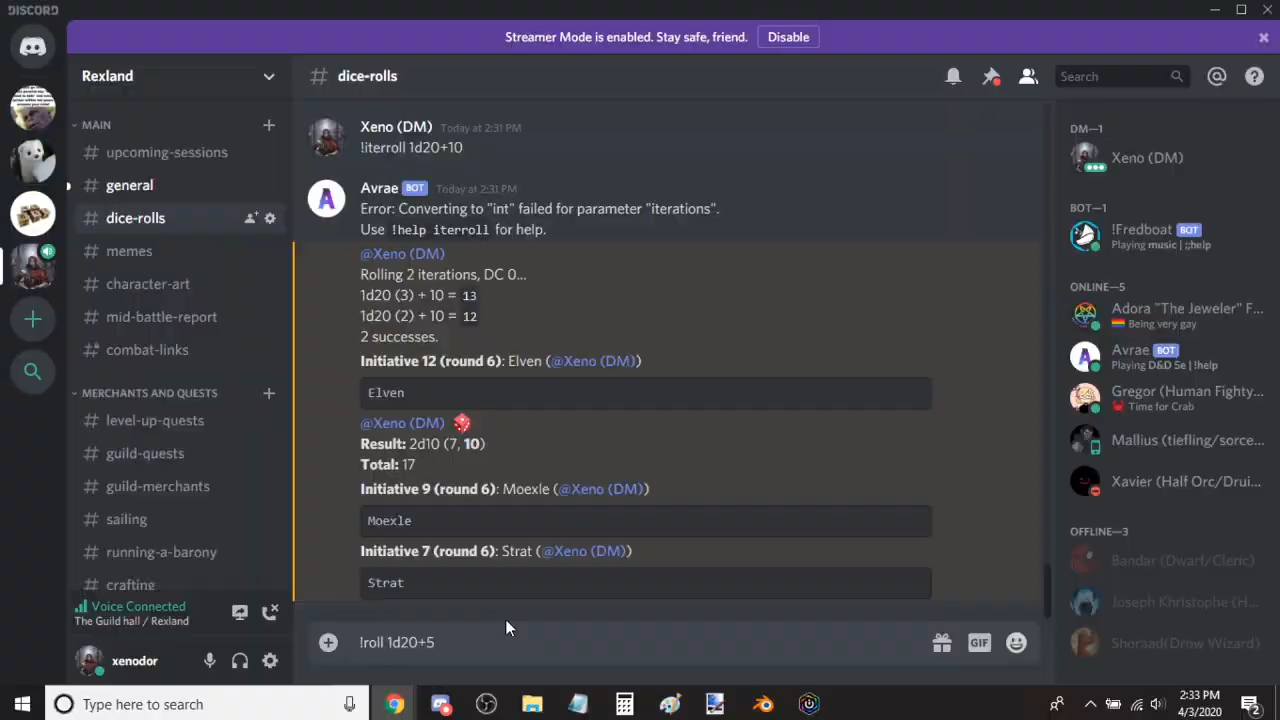 DISCORD
Streamer Mode is enabled. Stay safe, friend.
Disable
Rexland
MAIN
upcoming-sessions
general
dice-rolls
memes
character-art
mid-battle-report
combat-links
MERCHANTS AND QUESTS
level-up-quests
guild-quests
guild-merchants
sailing
running-a-barony
crafting
Voice Connected
The Guild hall / Rexland
xenodor
# dice-rolls
Search
Xeno (DM) Today at 2:31 PM
!iterroll 1d20+10
Avrae BOT Today at 2:31 PM
Error: Converting to "int" failed for parameter "iterations".
Use !help iterroll for help.
@Xeno (DM)
Rolling 2 iterations, DC 0...
1d20 (3) + 10 = 13
1d20 (2) + 10 = 12
2 successes.
Initiative 12 (round 6): Elven (@Xeno (DM))
Elven
@Xeno (DM)
Result: 2d10 (7, 10)
Total: 17
Initiative 9 (round 6): Moexle (@Xeno (DM))
Moexle
Initiative 7 (round 6): Strat (@Xeno (DM))
Strat
!roll 1d20+5
GIF
DM—1
Xeno (DM)
BOT—1
!Fredboat BOT
Playing music | ;;help
ONLINE—5
Adora "The Jeweler" F...
Being very gay
Avrae BOT
Playing D&D 5e | !help
Gregor (Human Fighty...
Time for Crab
Mallius (tiefling/sorce...
Xavier (Half Orc/Drui...
OFFLINE—3
Bandar (Dwarf/Cleric)
Joseph Khristophe (H...
Shoraad(Drow Wizard)
Type here to search
2:33 PM
4/3/2020
2